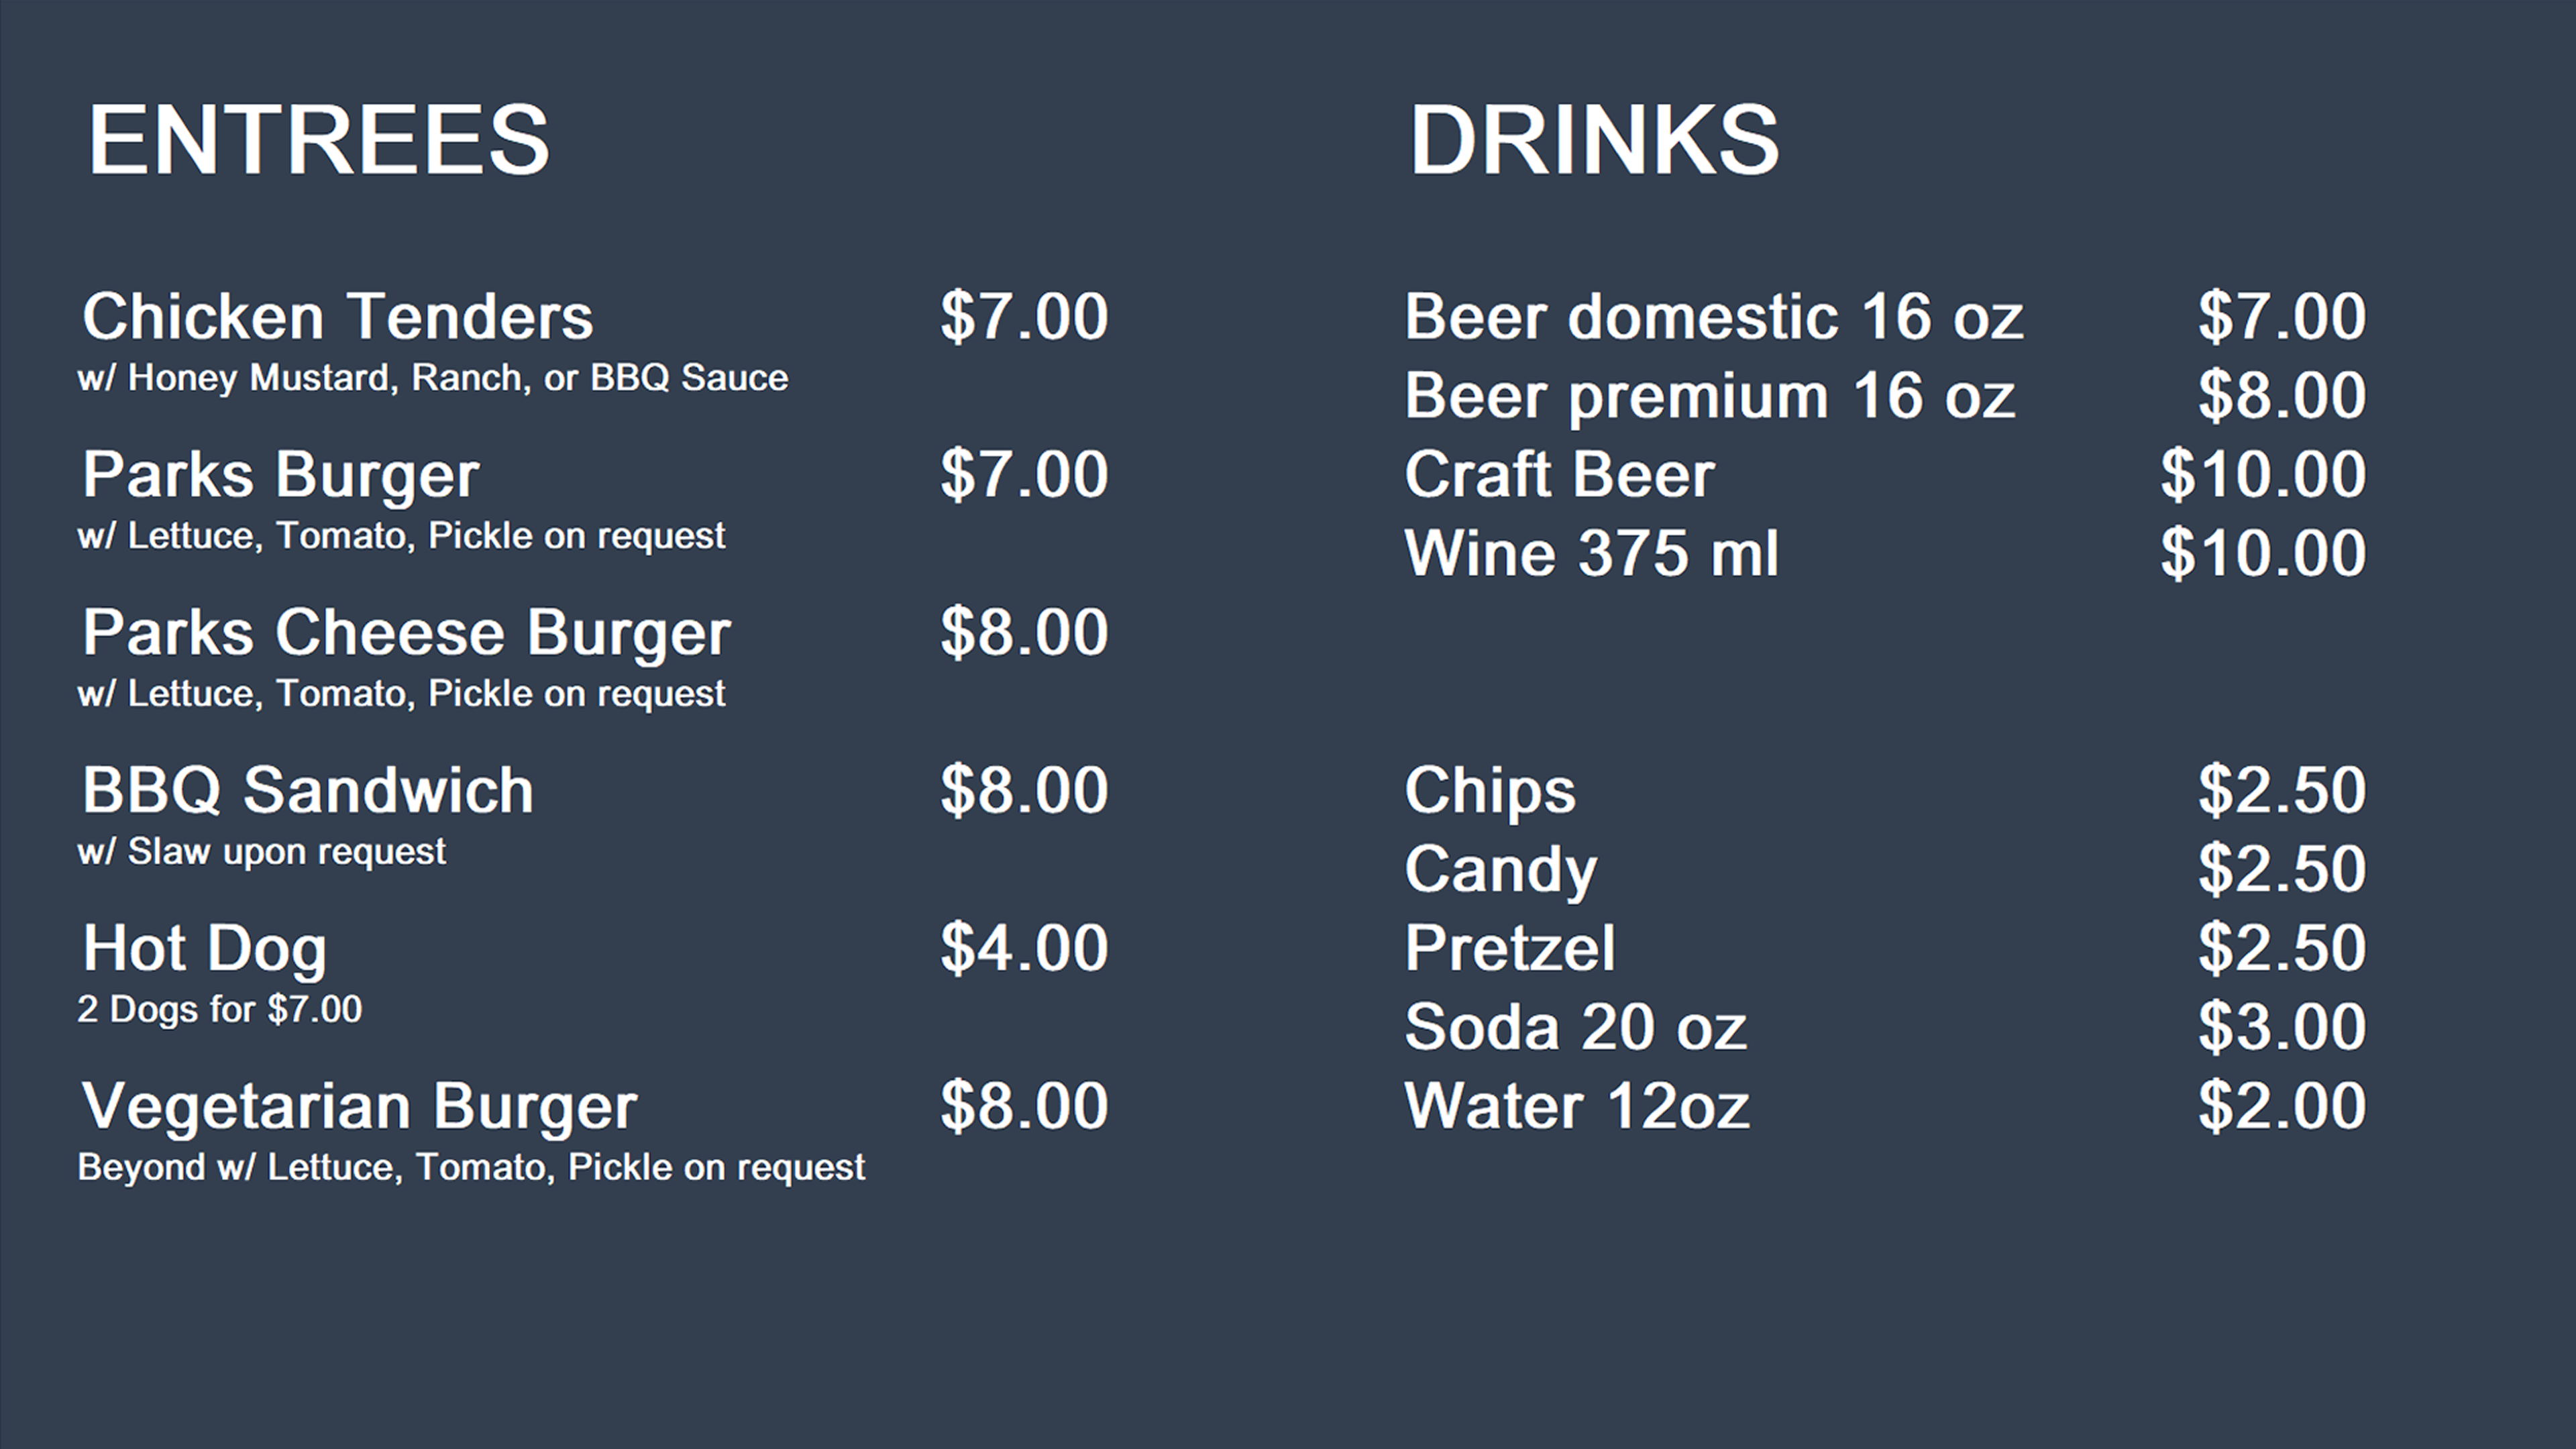 ENTREES
Chicken Tenders $7.00
w/ Honey Mustard, Ranch, or BBQ Sauce
Parks Burger $7.00
w/ Lettuce, Tomato, Pickle on request
Parks Cheese Burger $8.00
w/ Lettuce, Tomato, Pickle on request
BBQ Sandwich $8.00
w/ Slaw upon request
Hot Dog $4.00
2 Dogs for $7.00
Vegetarian Burger $8.00
Beyond w/ Lettuce, Tomato, Pickle on request
DRINKS
Beer domestic 16 oz $7.00
Beer premium 16 oz $8.00
Craft Beer $10.00
Wine 375 ml $10.00
Chips $2.50
Candy $2.50
Pretzel $2.50
Soda 20 oz $3.00
Water 12oz $2.00